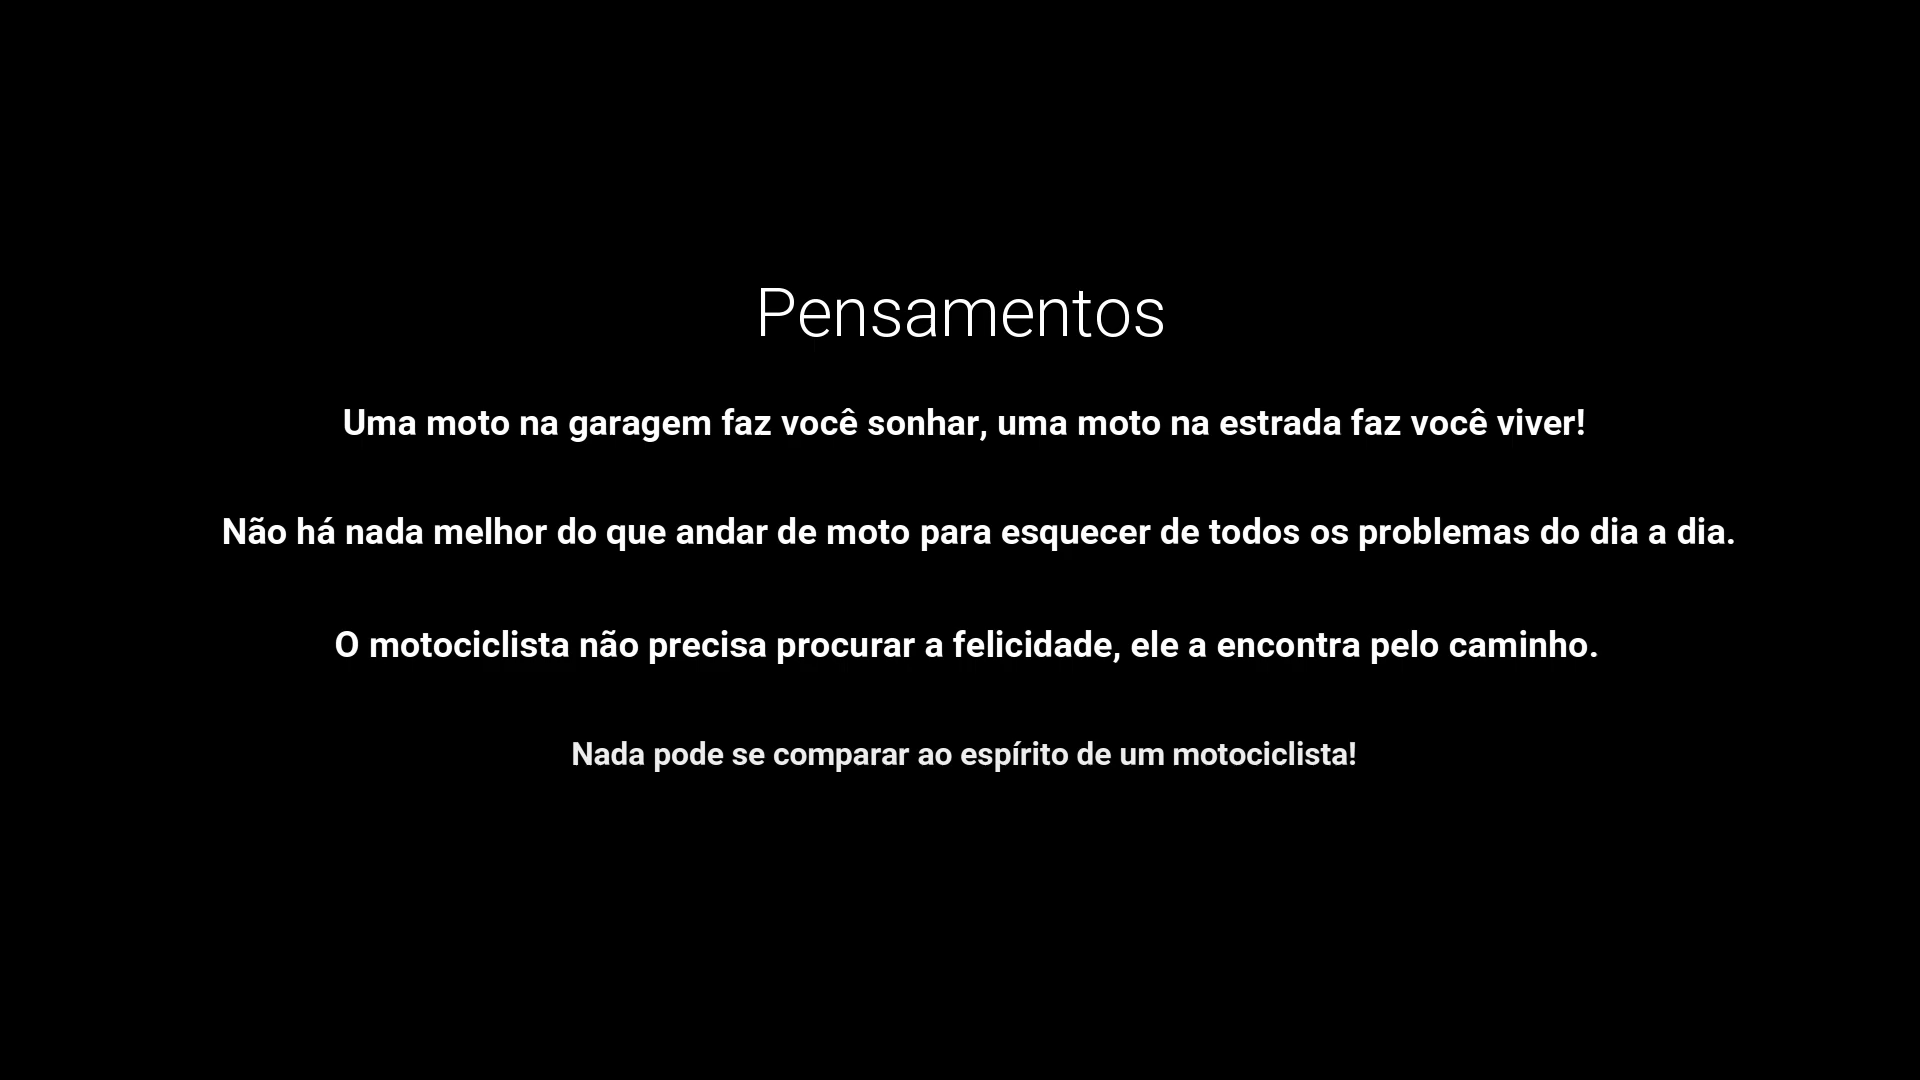 Pensamentos
Uma moto na garagem faz você sonhar, uma moto na estrada faz você viver!
Não há nada melhor do que andar de moto para esquecer de todos os problemas do dia a dia.
O motociclista não precisa procurar a felicidade, ele a encontra pelo caminho.
Nada pode se comparar ao espírito de um motociclista!